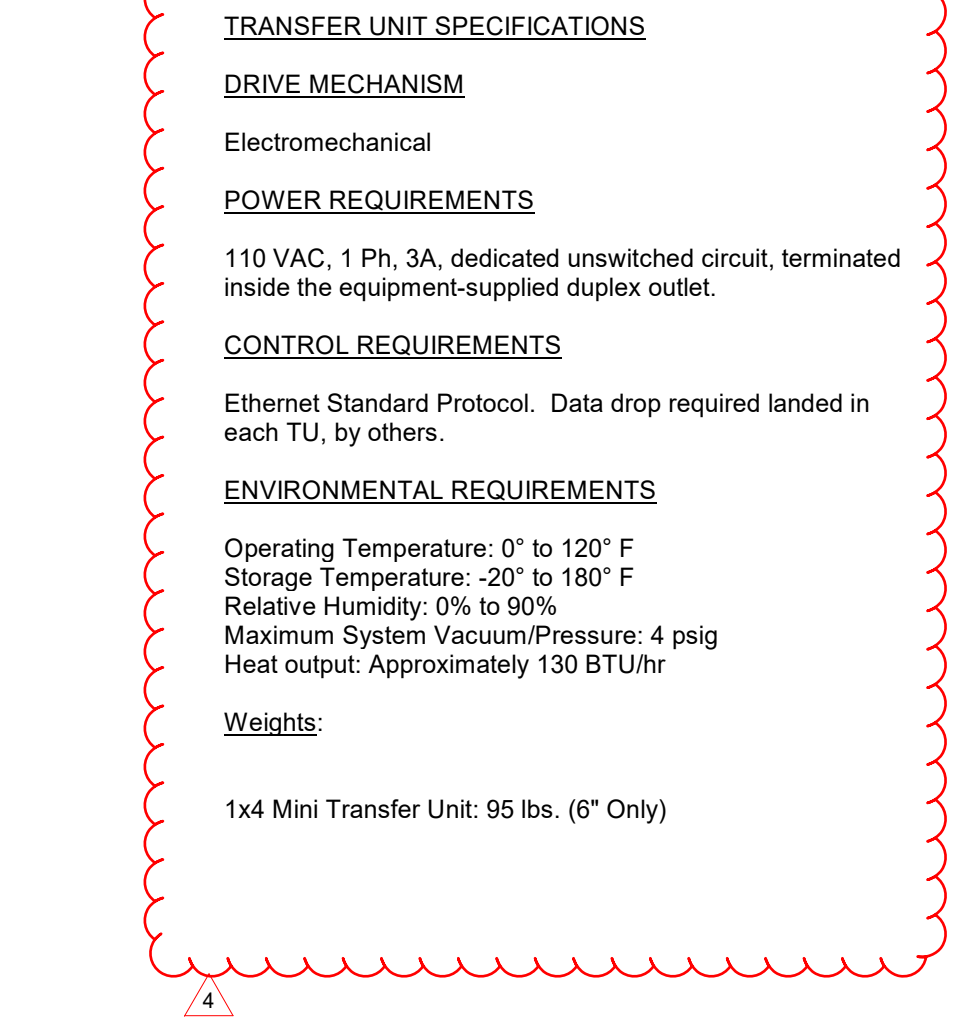 TRANSFER UNIT SPECIFICATIONS
DRIVE MECHANISM
Electromechanical
POWER REQUIREMENTS
110 VAC, 1 Ph, 3A, dedicated unswitched circuit, terminated
inside the equipment-supplied duplex outlet.
CONTROL REQUIREMENTS
Ethernet Standard Protocol.  Data drop required landed in
each TU, by others.
ENVIRONMENTAL REQUIREMENTS
Operating Temperature: 0° to 120° F
Storage Temperature: -20° to 180° F
Relative Humidity: 0% to 90%
Maximum System Vacuum/Pressure: 4 psig
Heat output: Approximately 130 BTU/hr
Weights:
1x4 Mini Transfer Unit: 95 lbs. (6" Only)
4